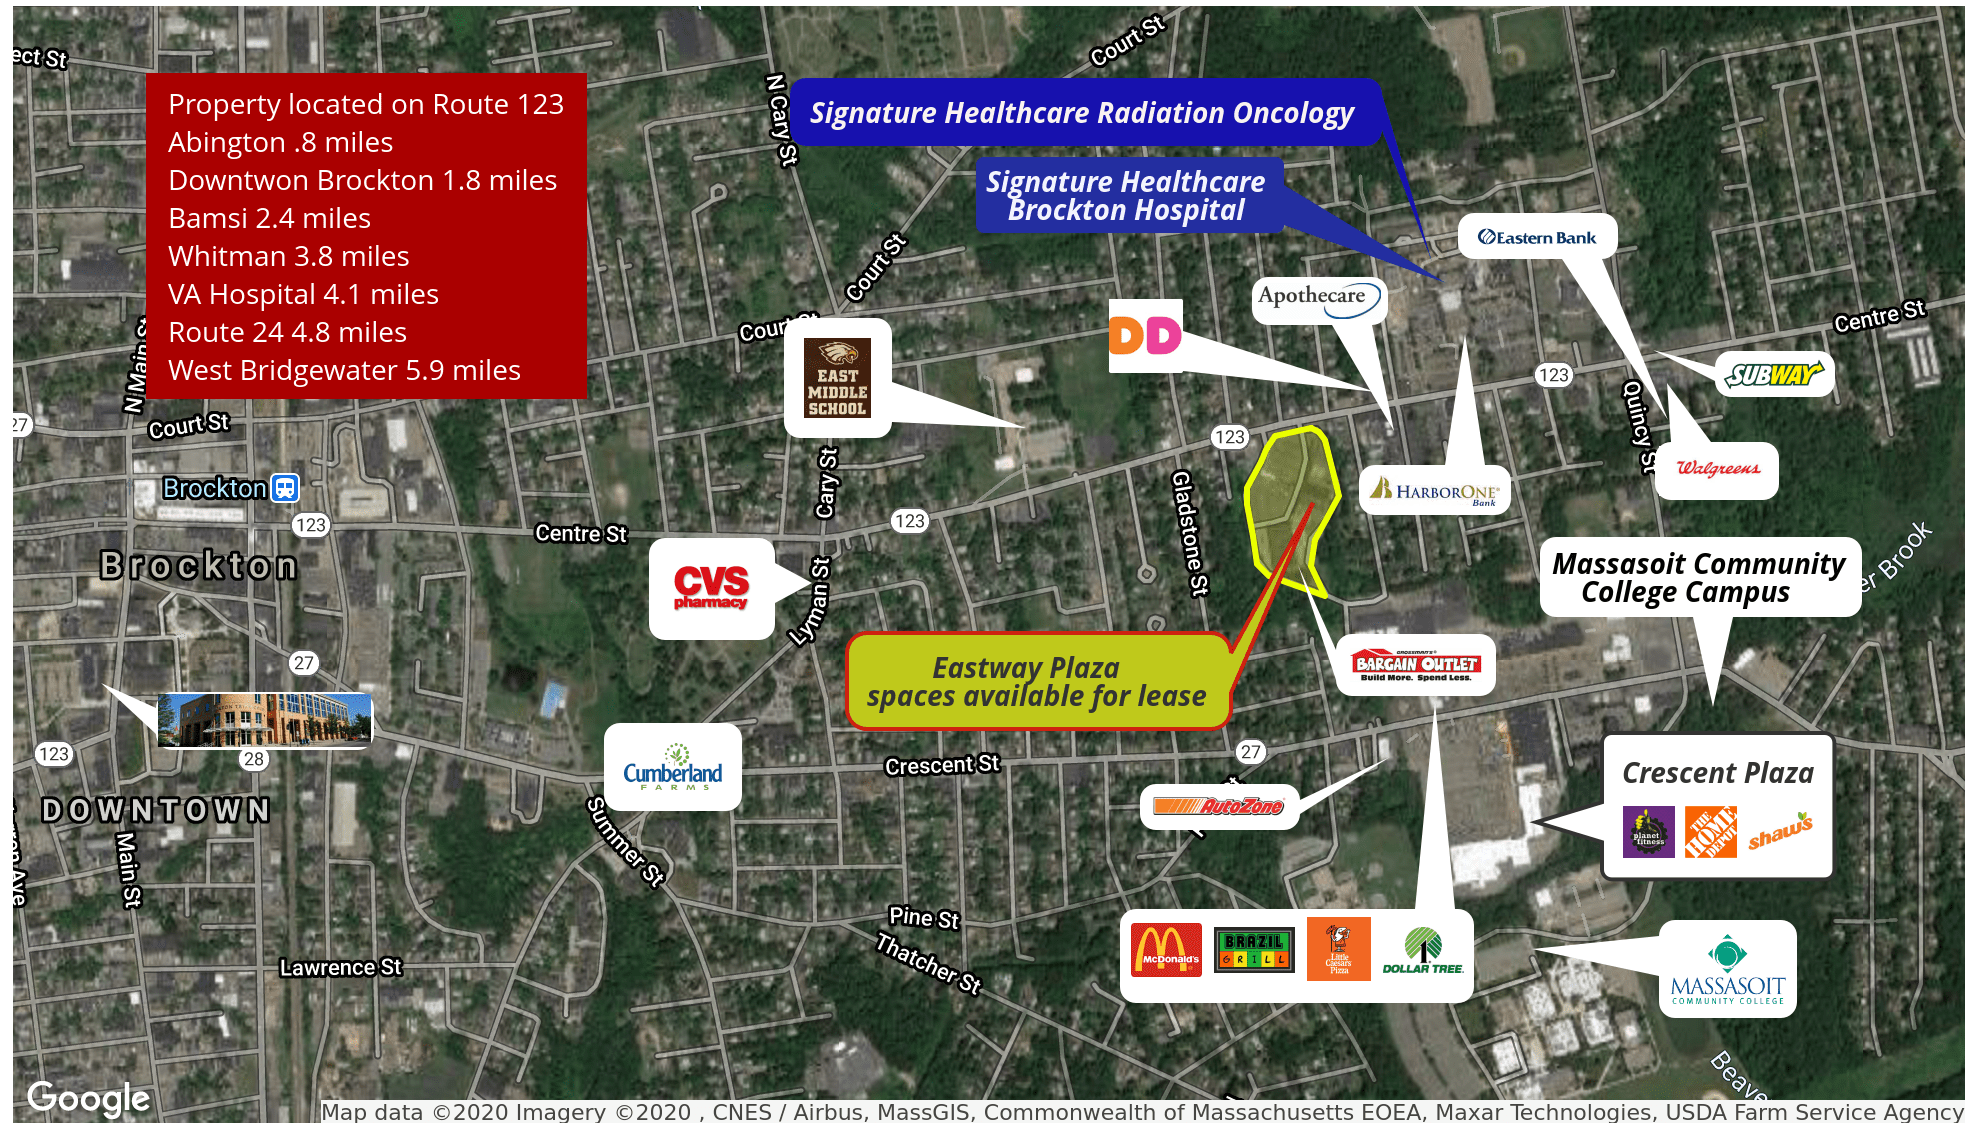 ect St
Court St
N Cary St
Property located on Route 123
Abington .8 miles
Downtwon Brockton 1.8 miles
Bamsi 2.4 miles
Whitman 3.8 miles
VA Hospital 4.1 miles
Route 24 4.8 miles
West Bridgewater 5.9 miles
Signature Healthcare Radiation Oncology
Signature Healthcare
Brockton Hospital
Eastern Bank
Court St
Apothecare
Centre St
Court St
DD
SUBWAY
N Main St
EAST
MIDDLE
SCHOOL
123
Quincy St
27
Court St
123
Cary St
Walgreens
Brockton
Gladstone St
HARBORONE®
Bank
123
123
Centre St
Brockton
CVS
pharmacy
Lyman St
Massasoit Community
College Campus
er Brook
27
Eastway Plaza
spaces available for lease
GROSSMAN'S
BARGAIN OUTLET
Build More. Spend Less.
123
28
Cumberland
FARMS
Crescent St
27
AutoZone
Crescent Plaza
planet
fitness
THE
HOME
DEPOT
shaw's
DOWNTOWN
Main St
Summer St
Pine St
Thatcher St
Lawrence St
McDonald's
BRAZIL
GRILL
Little
Caesars
Pizza
1
DOLLAR TREE.
MASSASOIT
COMMUNITY COLLEGE
Beave
Google
Map data ©2020 Imagery ©2020 , CNES / Airbus, MassGIS, Commonwealth of Massachusetts EOEA, Maxar Technologies, USDA Farm Service Agency